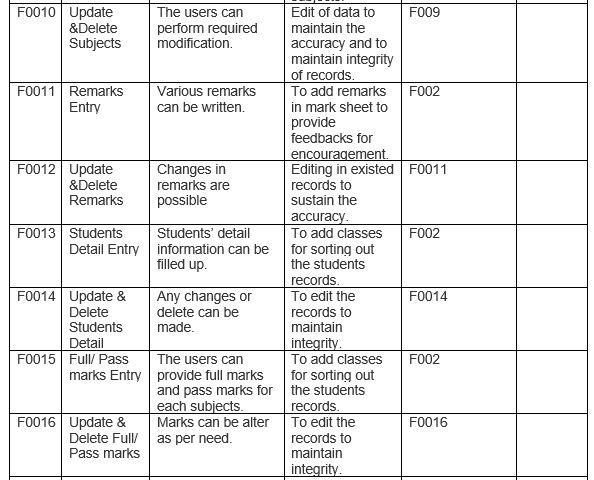 F0010
Update
&Delete
Subjects
The users can
perform required
modification.
Edit of data to
maintain the
accuracy and to
maintain integrity
of records.
F009
F0011
Remarks
Entry
Various remarks
can be written.
To add remarks
in mark sheet to
provide
feedbacks for
encouragement.
F002
F0012
Update
&Delete
Remarks
Changes in
remarks are
possible
Editing in existed
records to
sustain the
accuracy.
F0011
F0013
Students
Detail Entry
Students’ detail
information can be
filled up.
To add classes
for sorting out
the students
records.
F002
F0014
Update &
Delete
Students
Detail
Any changes or
delete can be
made.
To edit the
records to
maintain
integrity.
F0014
F0015
Full/ Pass
marks Entry
The users can
provide full marks
and pass marks for
each subjects.
To add classes
for sorting out
the students
records.
F002
F0016
Update &
Delete Full/
Pass marks
Marks can be alter
as per need.
To edit the
records to
maintain
integrity.
F0016